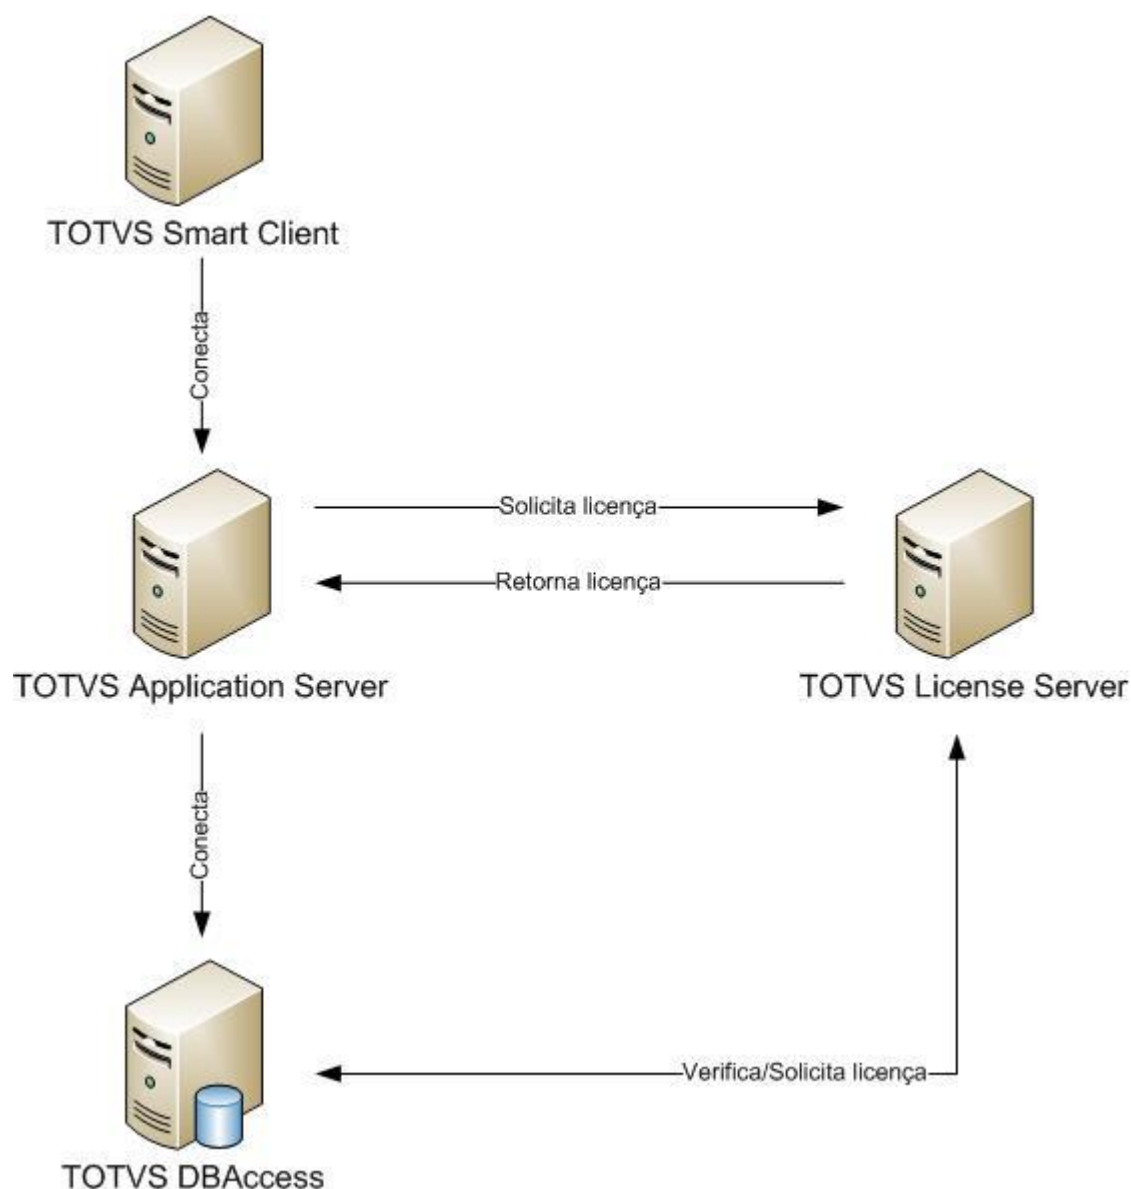 TOTVS Smart Client
Conecta
Solicita licença
Retorna licença
TOTVS Application Server
TOTVS License Server
Conecta
Verifica/Solicita licença
TOTVS DBAccess